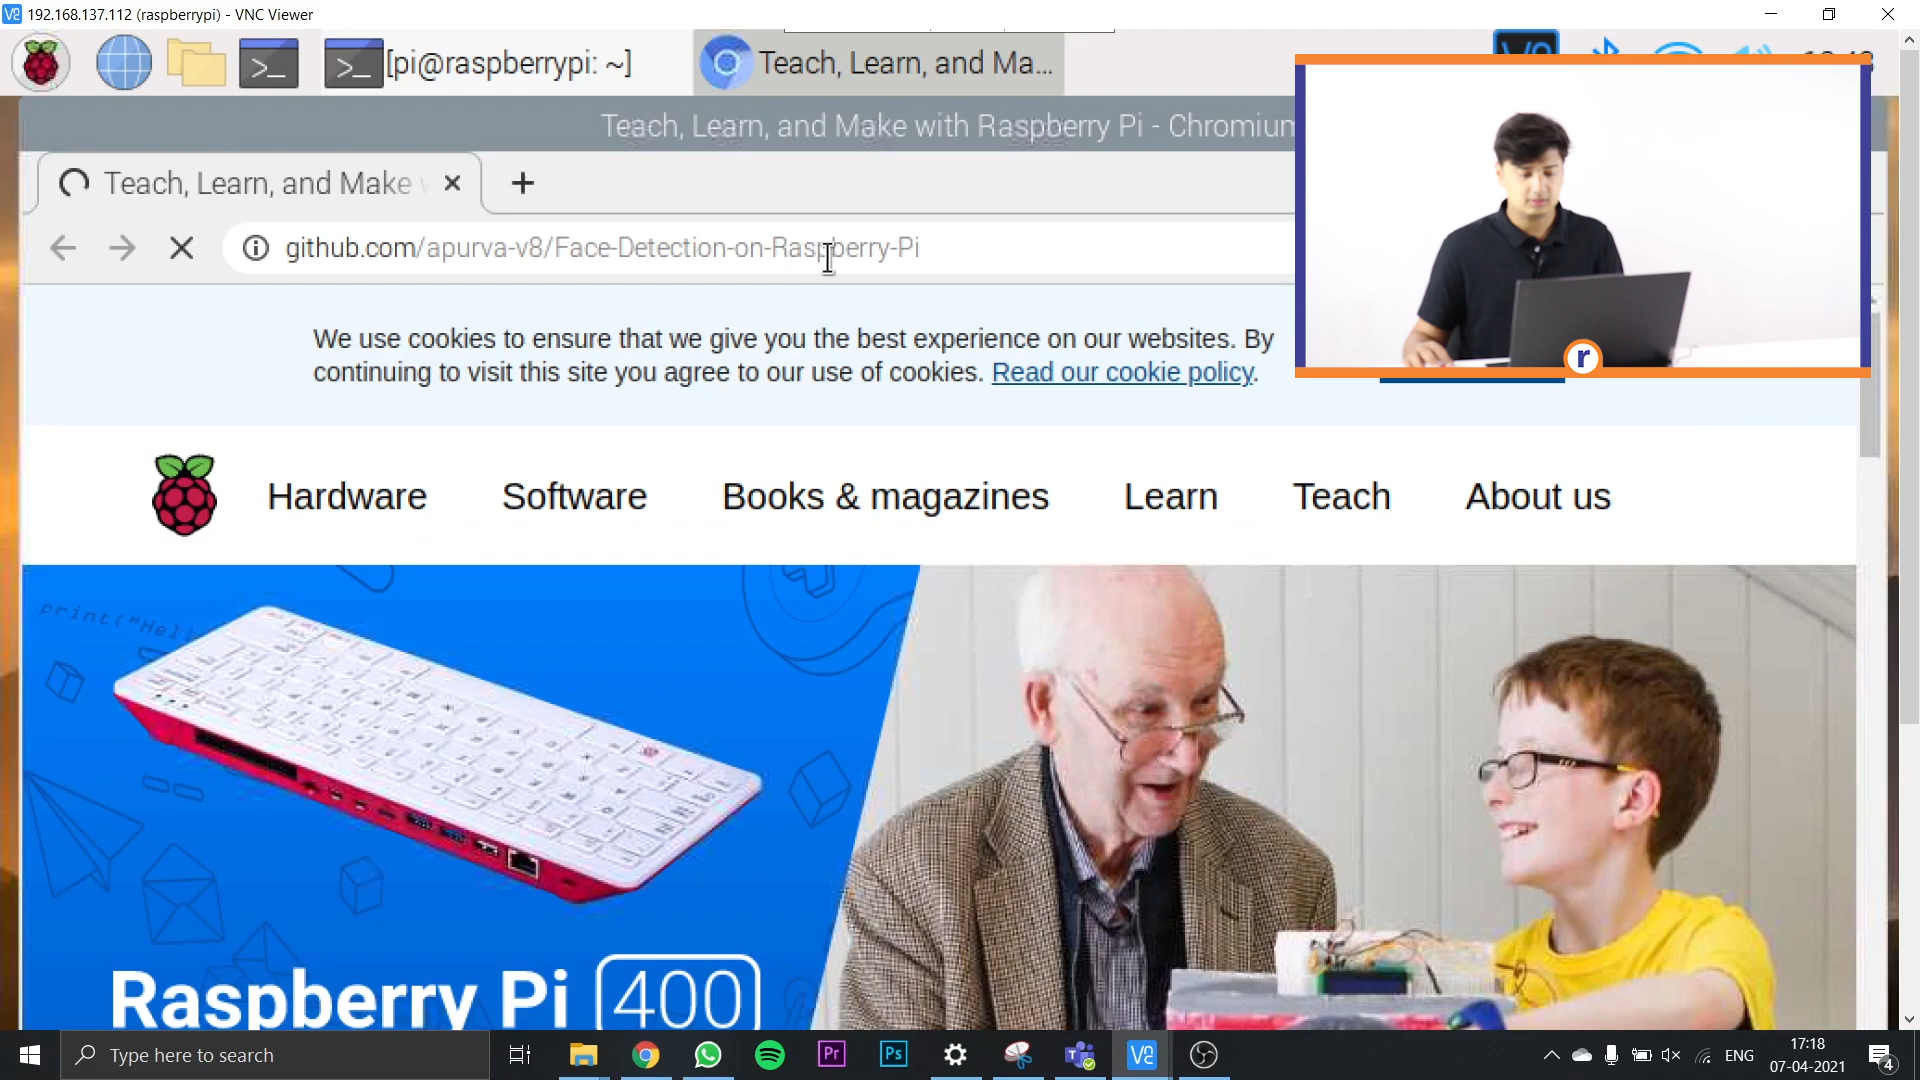 192.168.137.112 (raspberrypi) - VNC Viewer
[pi@raspberrypi: ~]
Teach, Learn, and Ma...
Teach, Learn, and Make with Raspberry Pi - Chromium
Teach, Learn, and Make
github.com/apurva-v8/Face-Detection-on-Raspberry-Pi
We use cookies to ensure that we give you the best experience on our websites. By
continuing to visit this site you agree to our use of cookies. Read our cookie policy.
r
Hardware Software Books & magazines Learn Teach About us
print("Hell
Raspberry Pi 400
Type here to search
Pr
Ps
ENG
17:18
07-04-2021
4